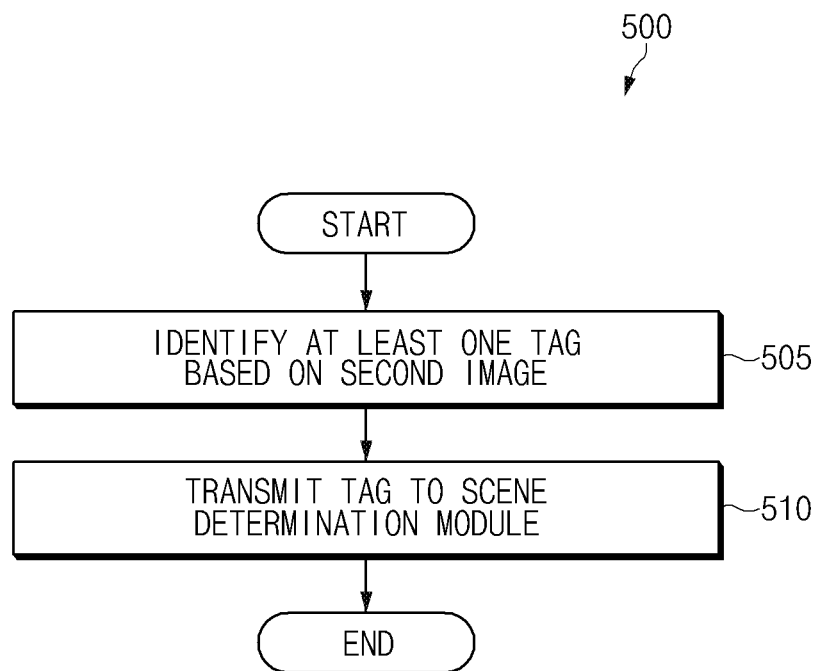 500
START
IDENTIFY AT LEAST ONE TAG
BASED ON SECOND IMAGE
505
TRANSMIT TAG TO SCENE
DETERMINATION MODULE
510
END